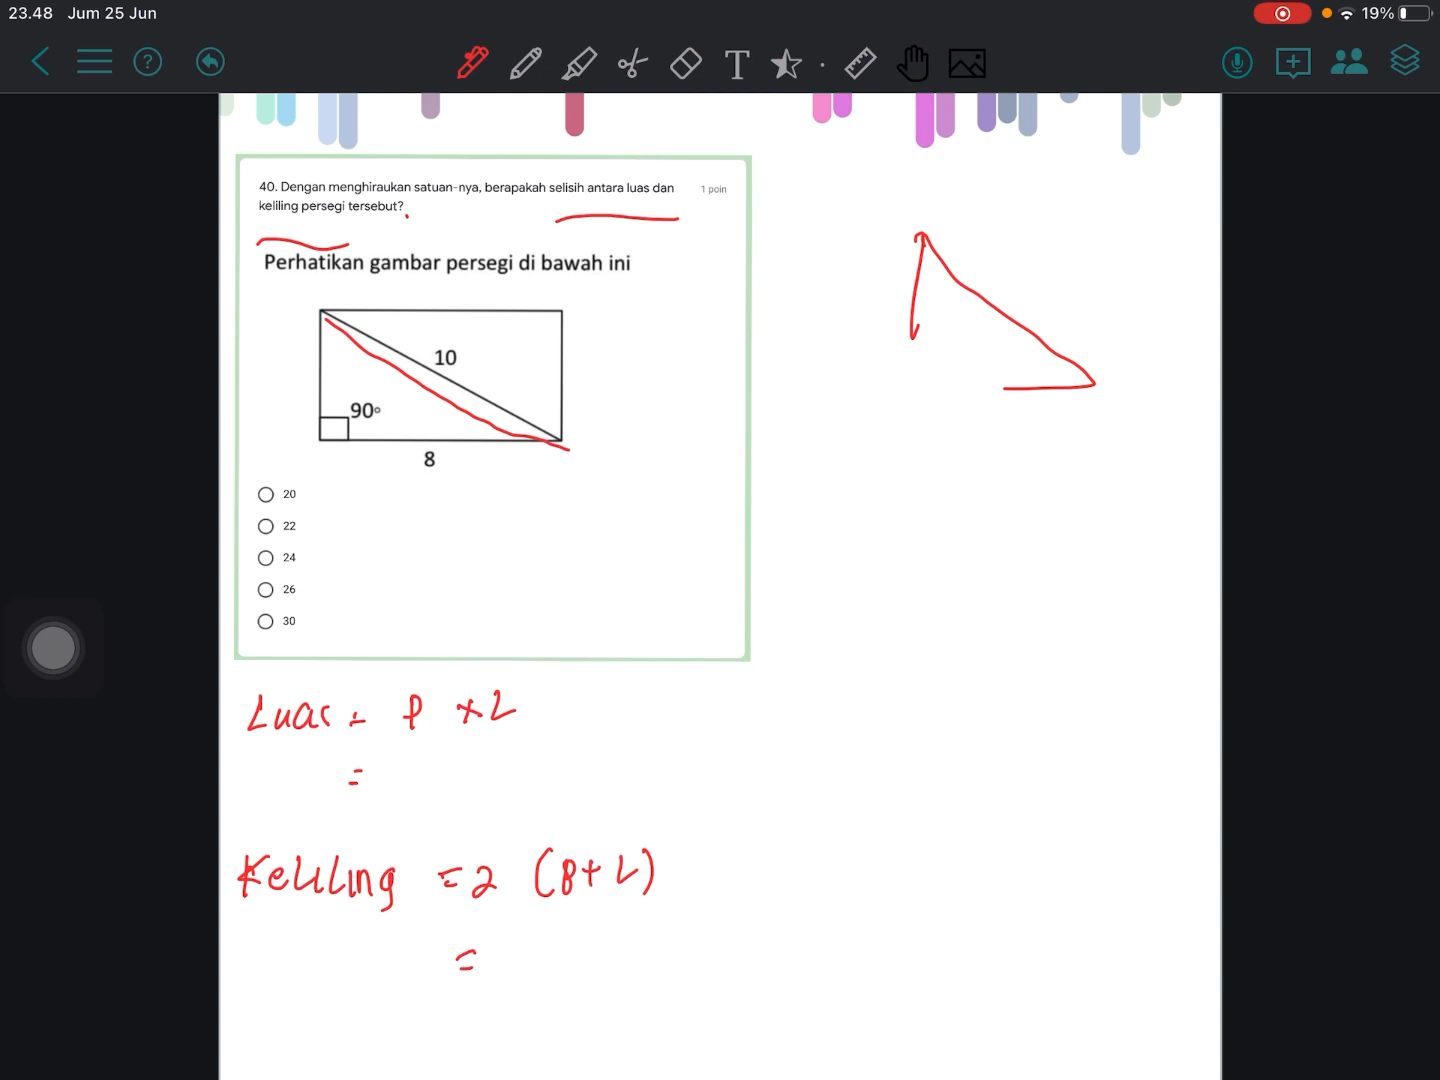 23.48 Jum 25 Jun
19%
T
40. Dengan menghiraukan satuan-nya, berapakah selisih antara luas dan
keliling persegi tersebut?
1 poin
Perhatikan gambar persegi di bawah ini
10
90°
8
20
22
24
26
30
Luas = P × L
=
Keliling = 2 (8+L)
=